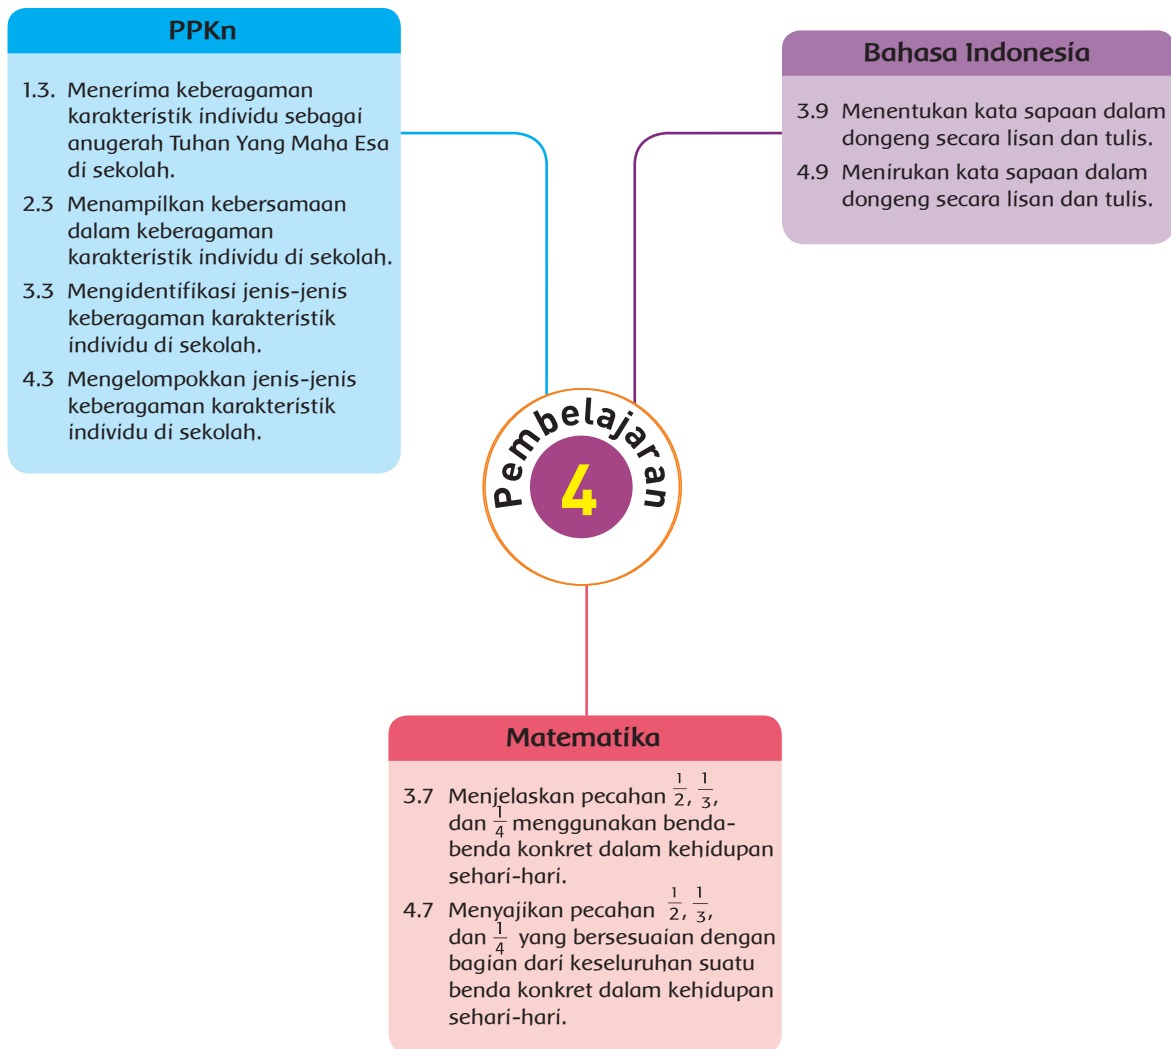 PPKn
1.3. Menerima keberagaman
karakteristik individu sebagai
anugerah Tuhan Yang Maha Esa
di sekolah.
2.3 Menampilkan kebersamaan
dalam keberagaman
karakteristik individu di sekolah.
3.3 Mengidentifikasi jenis-jenis
keberagaman karakteristik
individu di sekolah.
4.3 Mengelompokkan jenis-jenis
keberagaman karakteristik
individu di sekolah.
Bahasa Indonesia
3.9 Menentukan kata sapaan dalam
dongeng secara lisan dan tulis.
4.9 Menirukan kata sapaan dalam
dongeng secara lisan dan tulis.
Pembelajaran
4
Matematika
3.7 Menjelaskan pecahan 1/2, 1/3,
dan 1/4 menggunakan benda-
benda konkret dalam kehidupan
sehari-hari.
4.7 Menyajikan pecahan 1/2, 1/3,
dan 1/4 yang bersesuaian dengan
bagian dari keseluruhan suatu
benda konkret dalam kehidupan
sehari-hari.